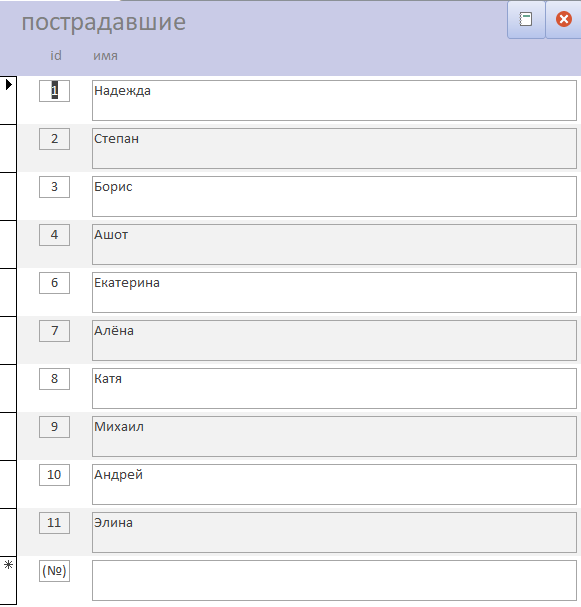 пострадавшие
id имя
1 Надежда
2 Степан
3 Борис
4 Ашот
6 Екатерина
7 Алёна
8 Катя
9 Михаил
10 Андрей
11 Элина
(№)